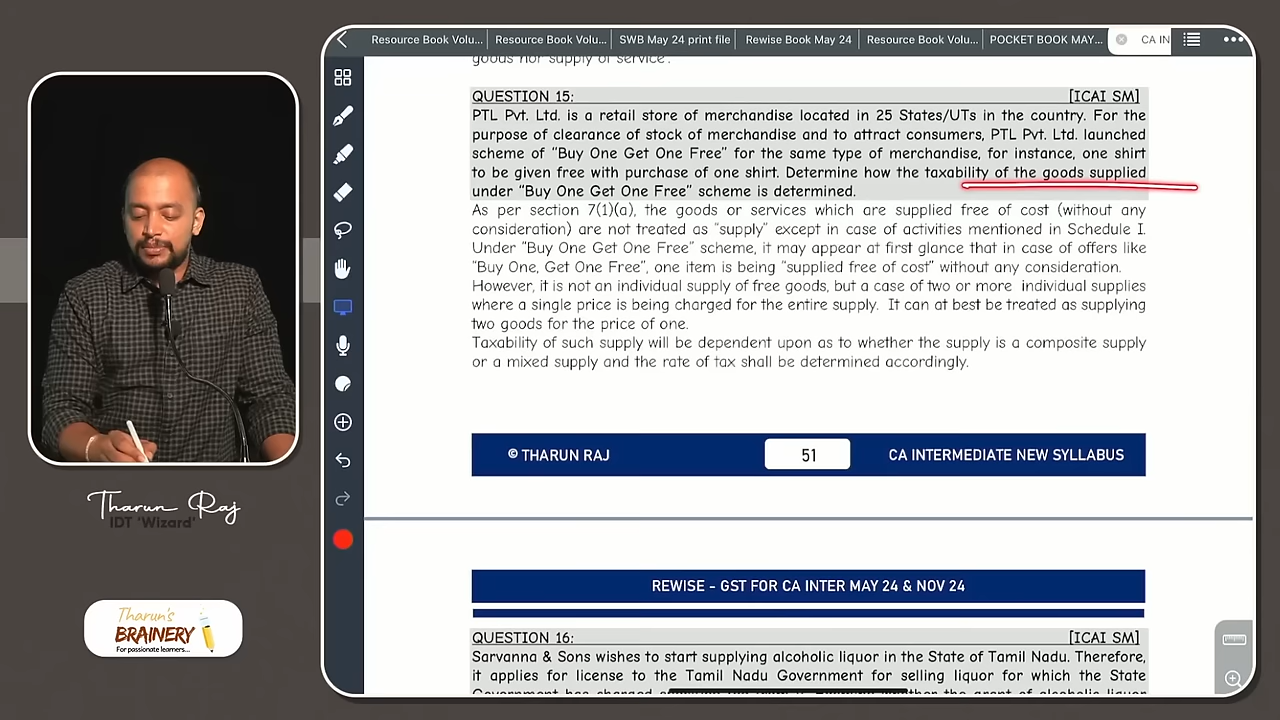 Resource Book Volu...
Resource Book Volu...
SWB May 24 print file
Rewise Book May 24
Resource Book Volu...
POCKET BOOK MAY...
CA IN
goods nor supply of service.
QUESTION 15: [ICAI SM]
PTL Pvt. Ltd. is a retail store of merchandise located in 25 States/UTs in the country. For the
purpose of clearance of stock of merchandise and to attract consumers, PTL Pvt. Ltd. launched
scheme of “Buy One Get One Free” for the same type of merchandise, for instance, one shirt
to be given free with purchase of one shirt. Determine how the taxability of the goods supplied
under “Buy One Get One Free” scheme is determined.
As per section 7(1)(a), the goods or services which are supplied free of cost (without any
consideration) are not treated as “supply” except in case of activities mentioned in Schedule I.
Under “Buy One Get One Free” scheme, it may appear at first glance that in case of offers like
“Buy One, Get One Free”, one item is being “supplied free of cost” without any consideration.
However, it is not an individual supply of free goods, but a case of two or more individual supplies
where a single price is being charged for the entire supply. It can at best be treated as supplying
two goods for the price of one.
Taxability of such supply will be dependent upon as to whether the supply is a composite supply
or a mixed supply and the rate of tax shall be determined accordingly.
© THARUN RAJ 51 CA INTERMEDIATE NEW SYLLABUS
REWISE - GST FOR CA INTER MAY 24 & NOV 24
QUESTION 16: [ICAI SM]
Sarvanna & Sons wishes to start supplying alcoholic liquor in the State of Tamil Nadu. Therefore,
it applies for license to the Tamil Nadu Government for selling liquor for which the State
Government has charged the grant of alcoholic liquor
Tharun Raj
IDT 'Wizard'
Tharun's
BRAINERY
For passionate learners...